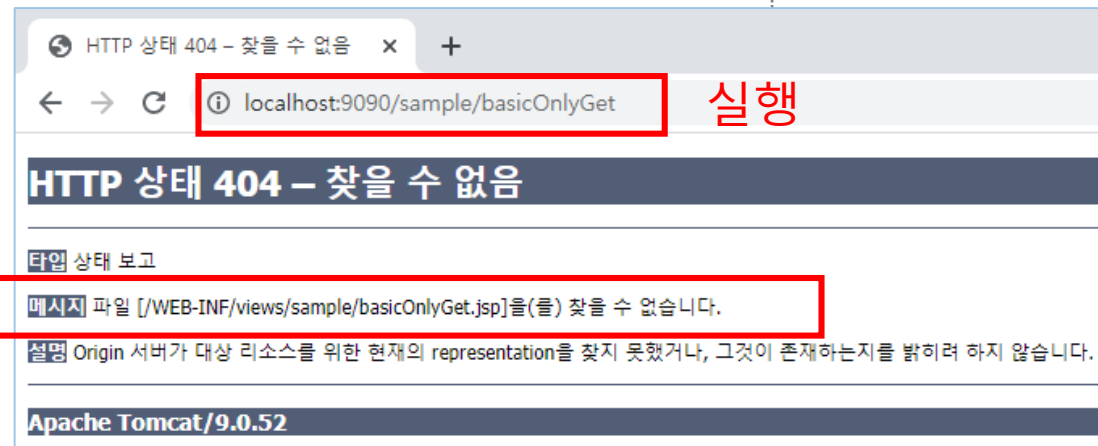 HTTP 상태 404 – 찾을 수 없음
localhost:9090/sample/basicOnlyGet 실행
HTTP 상태 404 – 찾을 수 없음
타입 상태 보고
메시지 파일 [/WEB-INF/views/sample/basicOnlyGet.jsp]을(를) 찾을 수 없습니다.
설명 Origin 서버가 대상 리소스를 위한 현재의 representation을 찾지 못했거나, 그것이 존재하는지를 밝히려 하지 않습니다.
Apache Tomcat/9.0.52